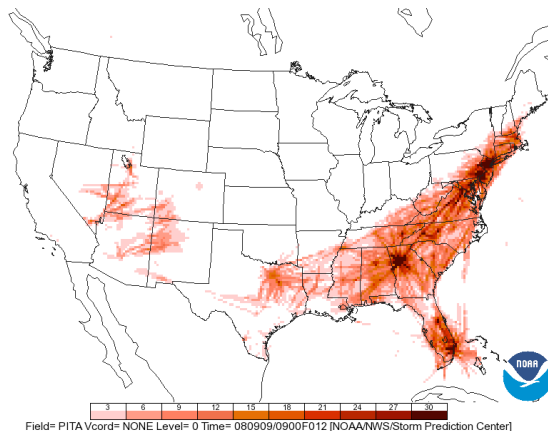 NOAA
3 6 9 12 15 18 21 24 27 30
Field= PITA Vcord= NONE Level= 0 Time= 080909/0900F012 [NOAA/NWS/Storm Prediction Center]